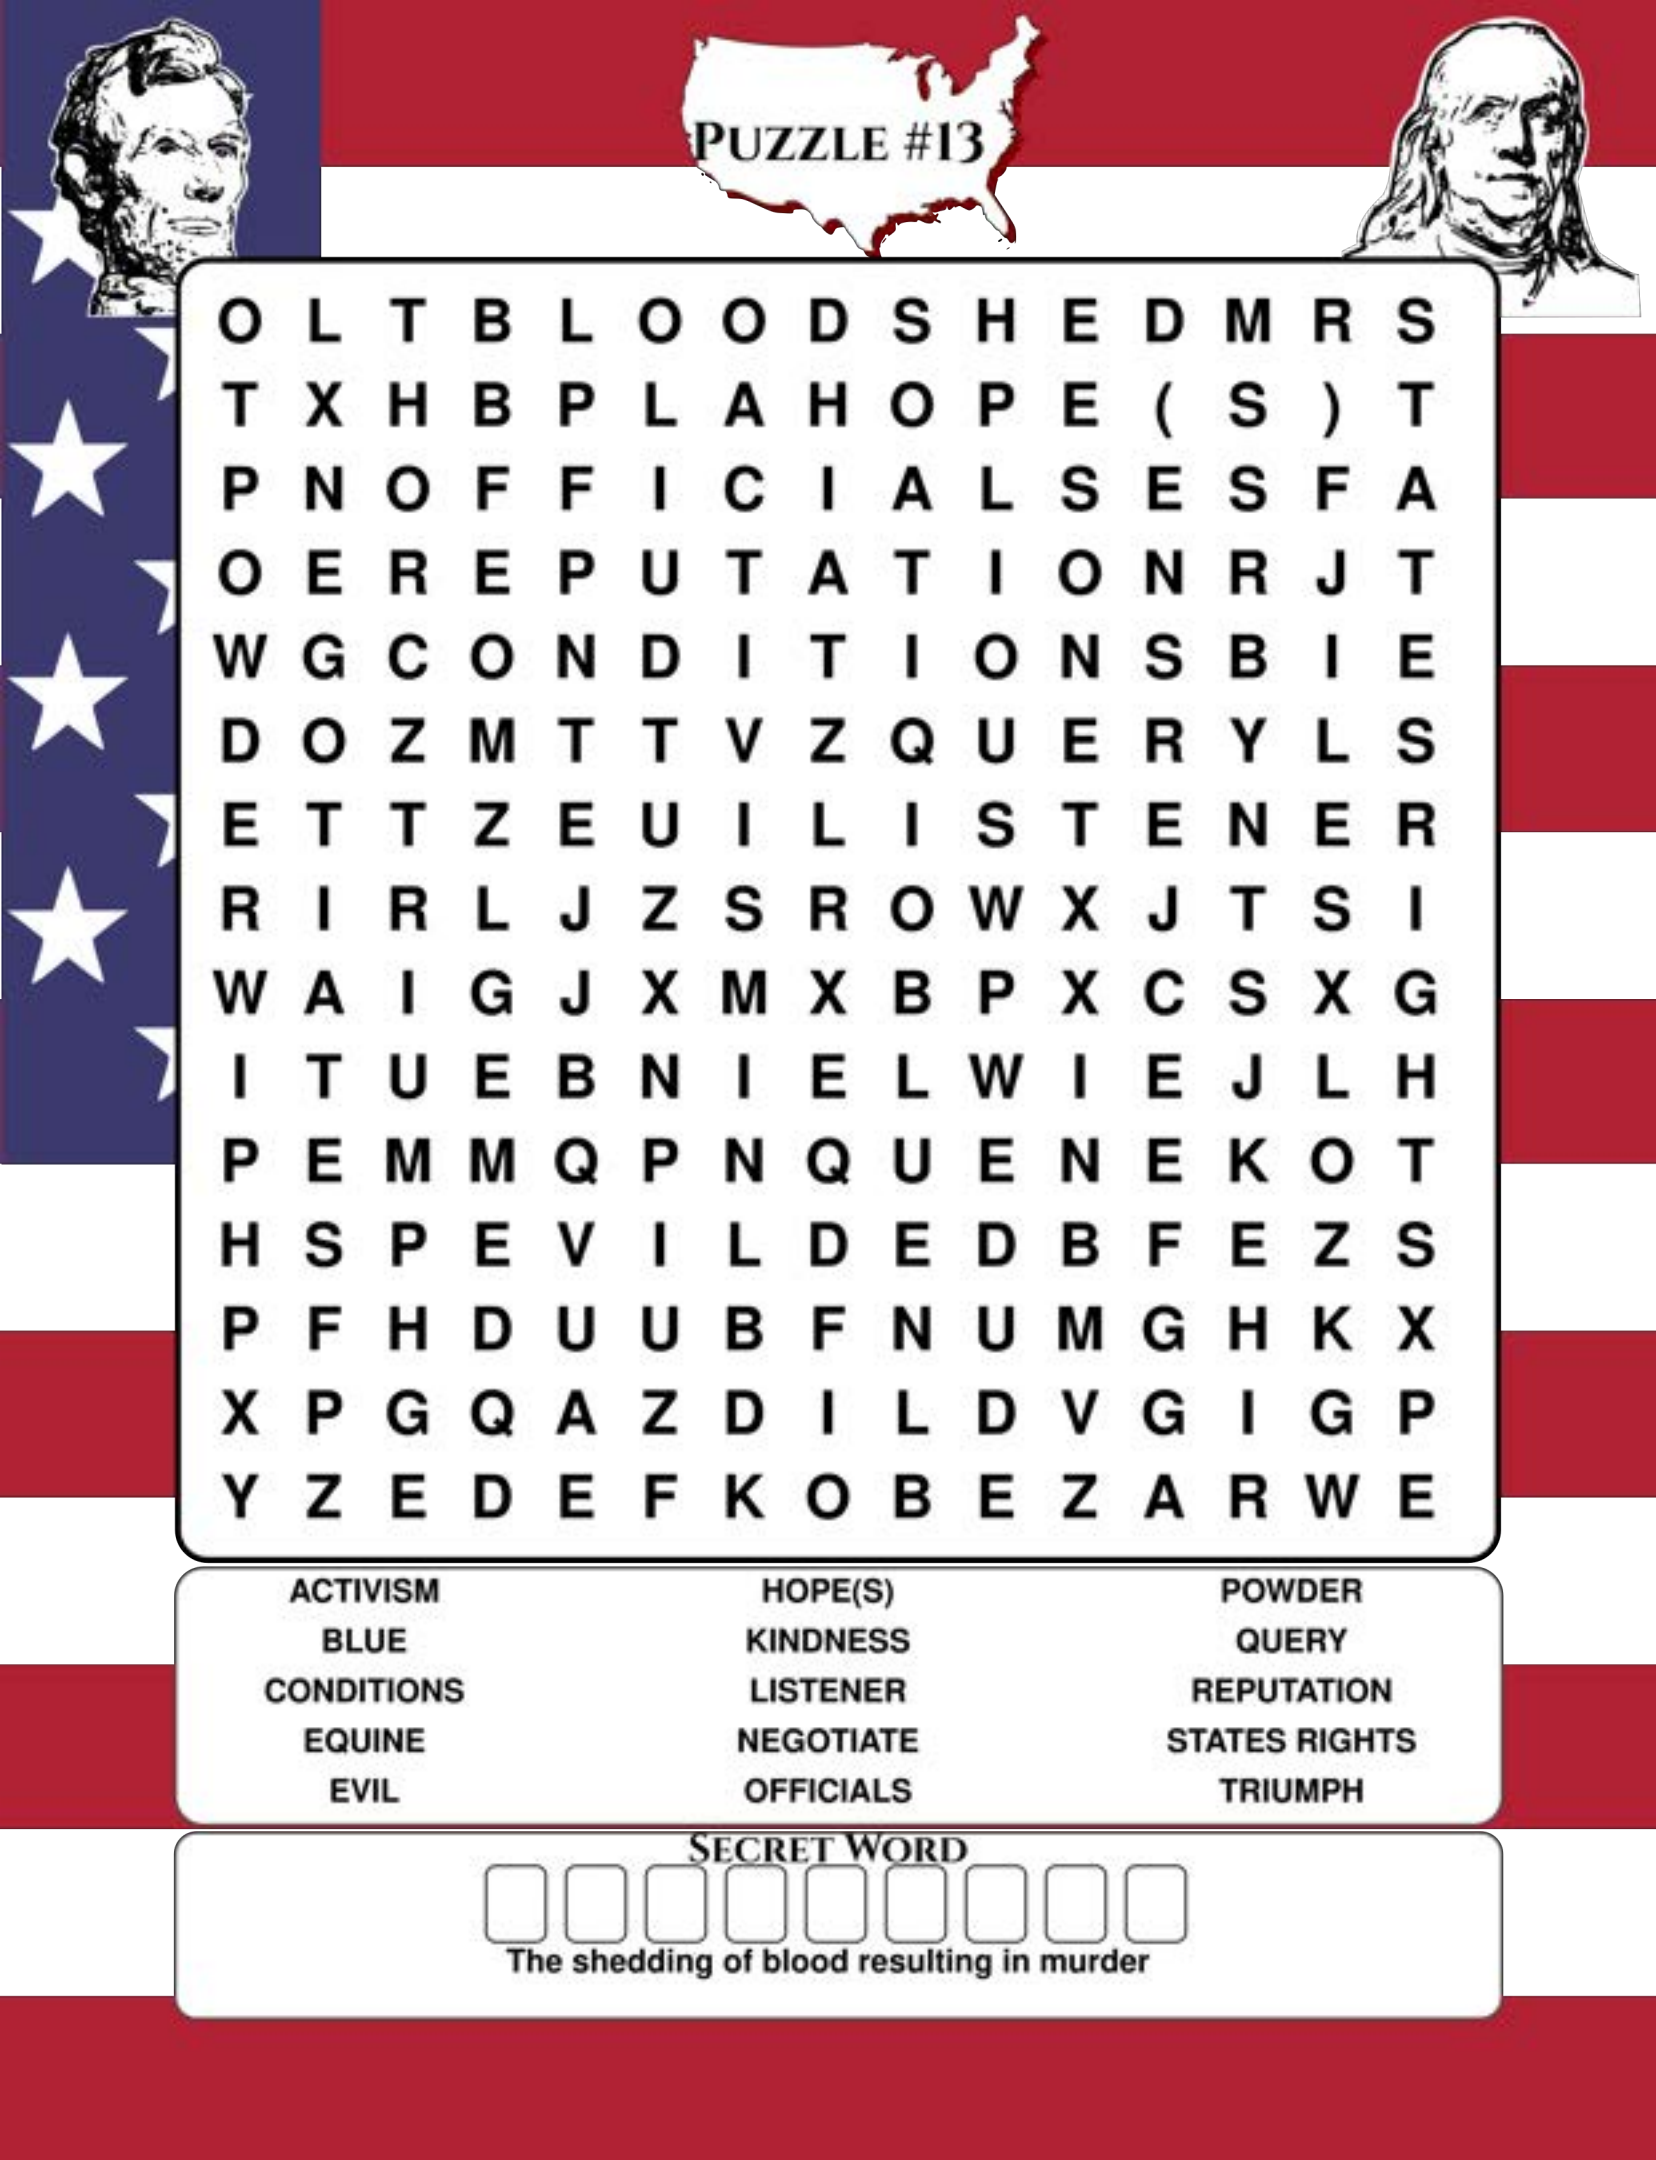 PUZZLE #13
O L T B L O O D S H E D M R S
T X H B P L A H O P E ( S ) T
P N O F F I C I A L S E S F A
O E R E P U T A T I O N R J T
W G C O N D I T I O N S B I E
D O Z M T T V Z Q U E R Y L S
E T T Z E U I L I S T E N E R
R I R L J Z S R O W X J T S I
W A I G J X M X B P X C S X G
I T U E B N I E L W I E J L H
P E M M Q P N Q U E N E K O T
H S P E V I L D E D B F E Z S
P F H D U U B F N U M G H K X
X P G Q A Z D I L D V G I G P
Y Z E D E F K O B E Z A R W E
ACTIVISM HOPE(S) POWDER
BLUE KINDNESS QUERY
CONDITIONS LISTENER REPUTATION
EQUINE NEGOTIATE STATES RIGHTS
EVIL OFFICIALS TRIUMPH
SECRET WORD
The shedding of blood resulting in murder